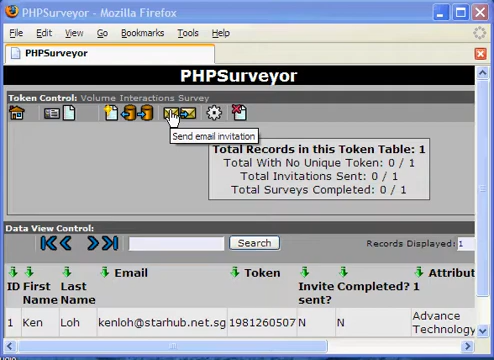 PHPSurveyor - Mozilla Firefox
File Edit View Go Bookmarks Tools Help
PHPSurveyor
PHPSurveyor
Token Control: Volume Interactions Survey
Send email invitation
Total Records in this Token Table: 1
Total With No Unique Token: 0 / 1
Total Invitations Sent: 0 / 1
Total Surveys Completed: 0 / 1
Data View Control:
Search
Records Displayed: 1
ID First Name Last Name Email Token Invite sent? Completed? Attribut 1
1 Ken Loh kenloh@starhub.net.sg 1981260507 N N Advance Technology